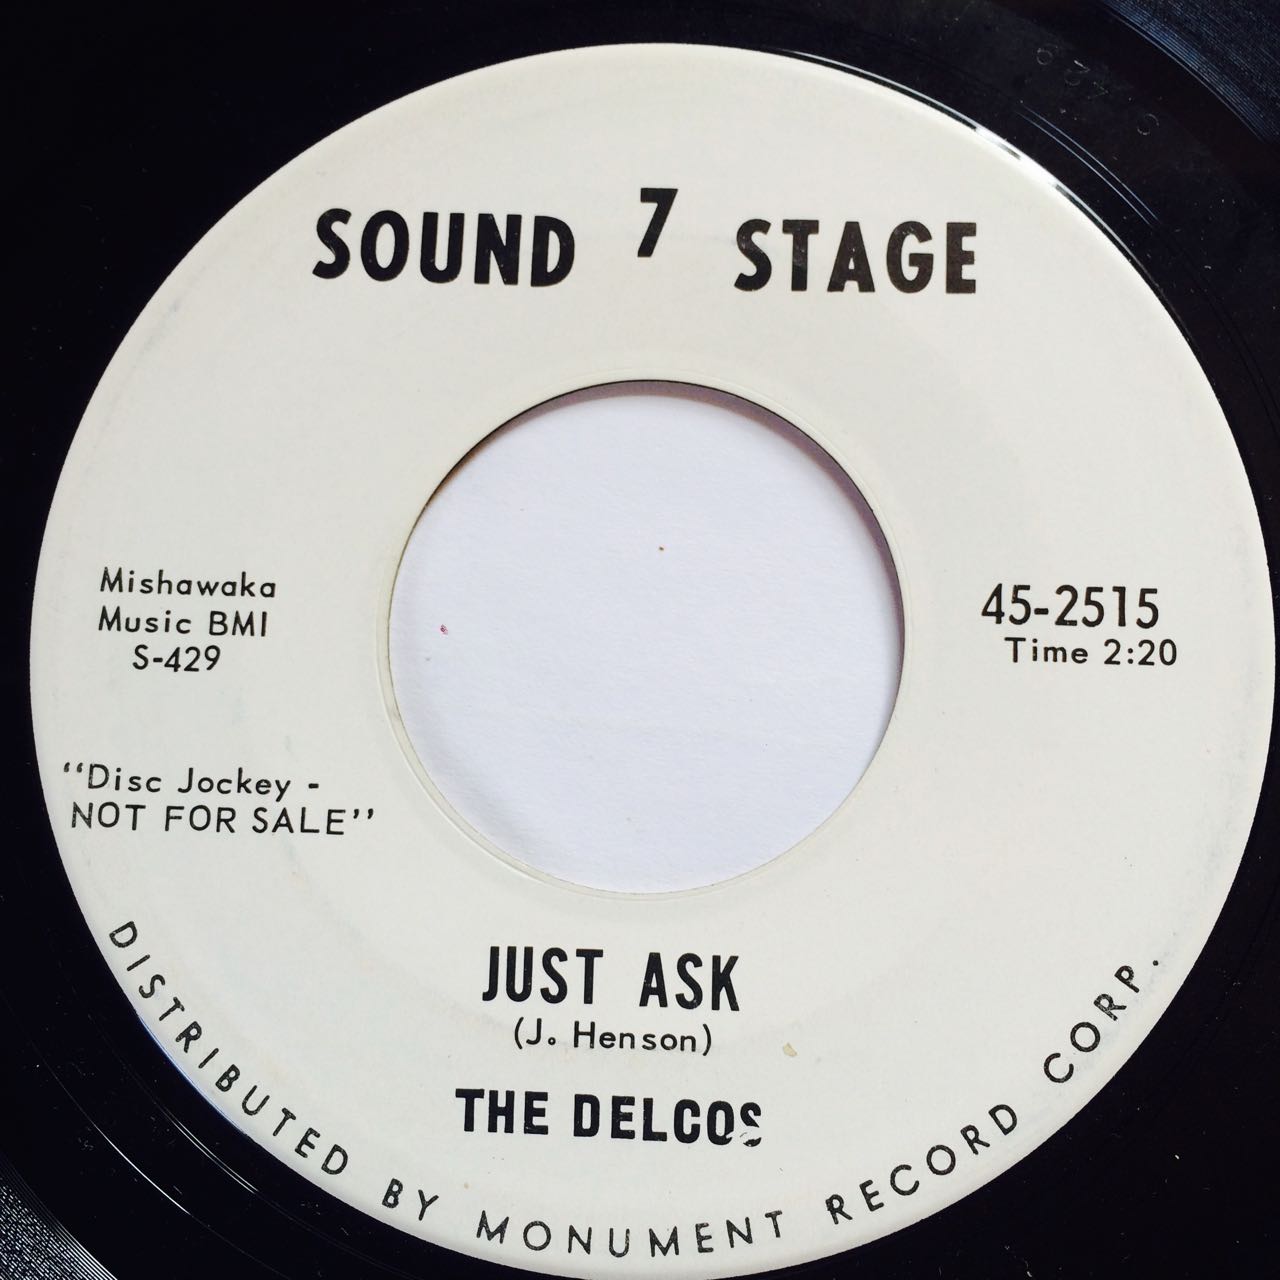 SOUND 7 STAGE
Mishawaka
Music BMI
S-429
45-2515
Time 2:20
"Disc Jockey -
NOT FOR SALE"
JUST ASK
(J. Henson)
THE DELCOS
DISTRIBUTED BY MONUMENT RECORD CORP.